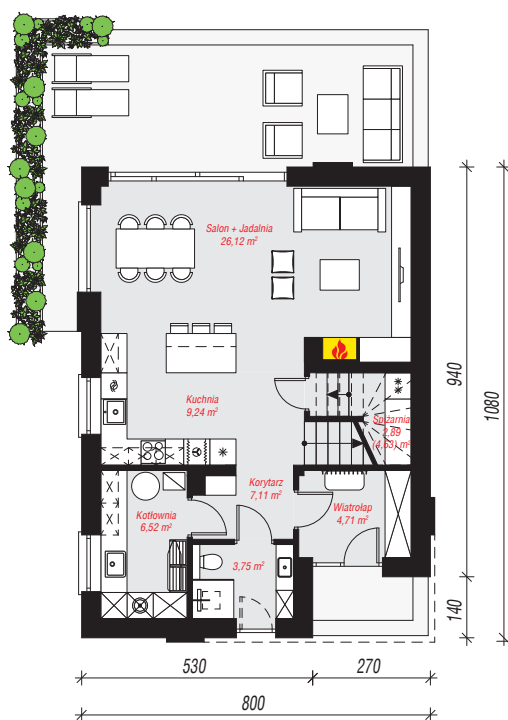 Salon + Jadalnia
26,12 m²
Kuchnia
9,24 m²
Spiżarnia
2,89
(4,63) m²
Korytarz
7,11 m²
Wiatrołap
4,71 m²
Kotłownia
6,52 m²
3,75 m²
940
1080
140
530
270
800